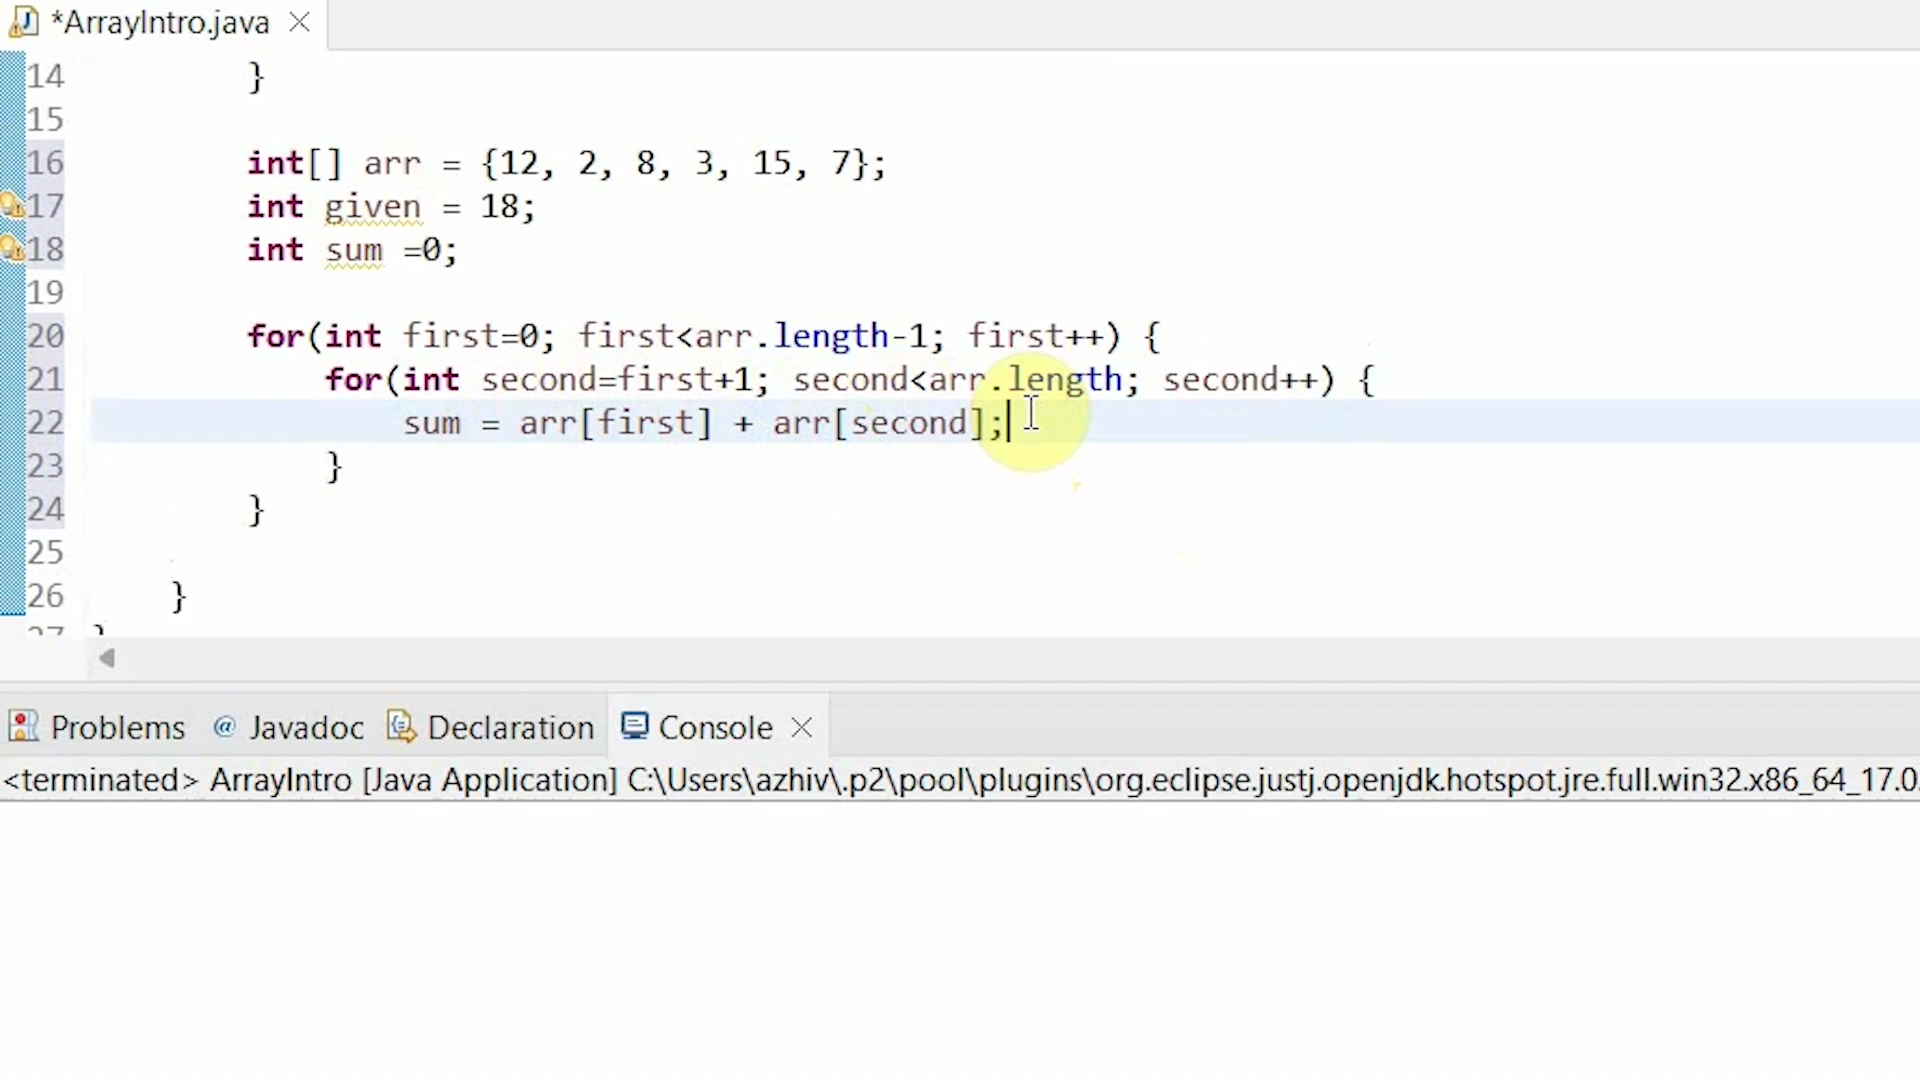 *ArrayIntro.java
14 }
15
16 int[] arr = {12, 2, 8, 3, 15, 7};
17 int given = 18;
18 int sum =0;
19
20 for(int first=0; first<arr.length-1; first++) {
21 for(int second=first+1; second<arr.length; second++) {
22 sum = arr[first] + arr[second];
23 }
24 }
25
26 }
27 }
Problems @ Javadoc Declaration Console
<terminated> ArrayIntro [Java Application] C:\Users\azhiv\.p2\pool\plugins\org.eclipse.justj.openjdk.hotspot.jre.full.win32.x86_64_17.0.